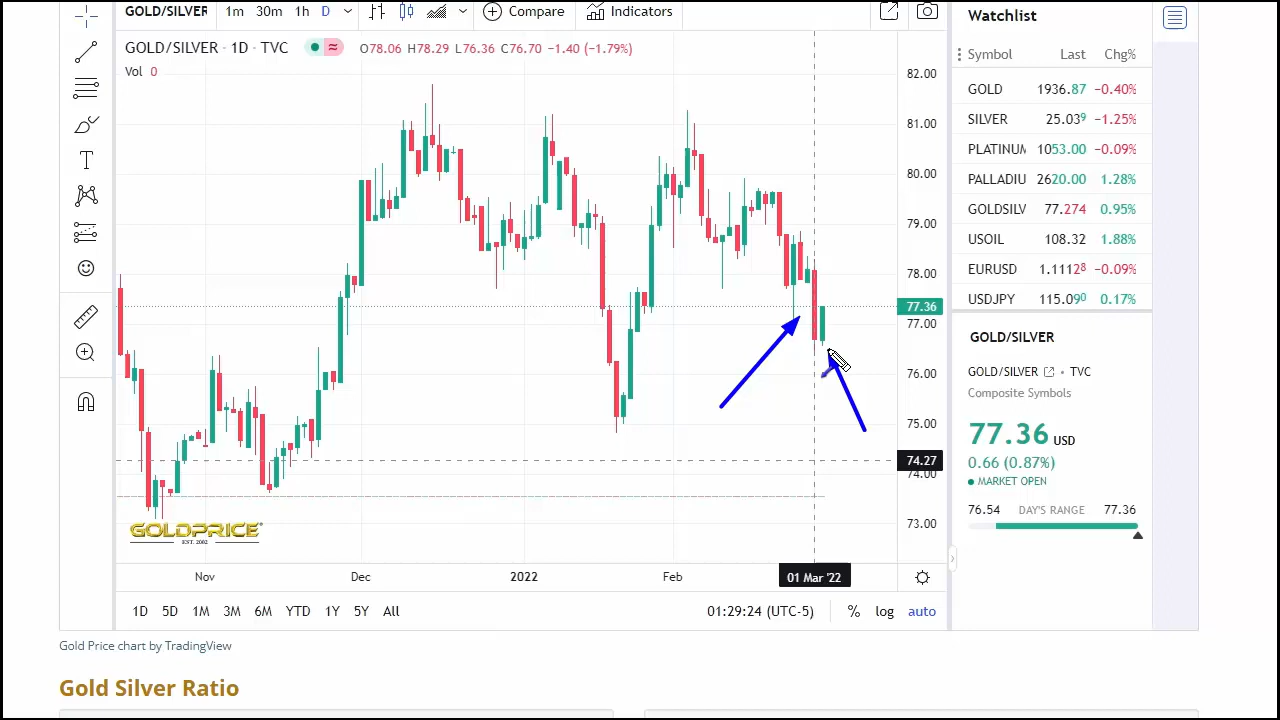 GOLD/SILVER 1m 30m 1h D Compare Indicators
GOLD/SILVER · 1D · TVC O78.06 H78.29 L76.36 C76.70 −1.40 (−1.79%)
Vol 0
82.00
81.00
80.00
79.00
78.00
77.36
77.00
76.00
75.00
74.27
74.00
73.00
GOLDPRICE
EST. 2002
Nov Dec 2022 Feb 01 Mar '22
1D 5D 1M 3M 6M YTD 1Y 5Y All 01:29:24 (UTC-5) % log auto
Watchlist
Symbol Last Chg%
GOLD 1936.87 −0.40%
SILVER 25.039 −1.25%
PLATINUM 1053.00 −0.09%
PALLADIU 2620.00 1.28%
GOLDSILV 77.274 0.95%
USOIL 108.32 1.88%
EURUSD 1.11128 −0.09%
USDJPY 115.090 0.17%
GOLD/SILVER
GOLD/SILVER • TVC
Composite Symbols
77.36 USD
0.66 (0.87%)
MARKET OPEN
76.54 DAY'S RANGE 77.36
Gold Price chart by TradingView
Gold Silver Ratio